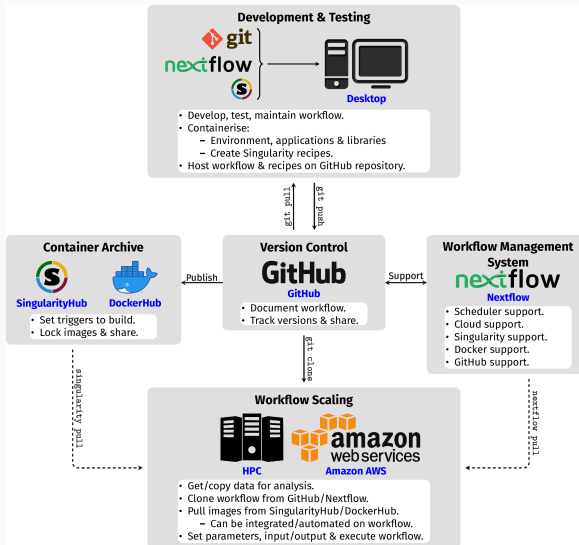 Development & Testing
git
nextflow
S
Desktop
• Develop, test, maintain workflow.
• Containerise:
– Environment, applications & libraries
– Create Singularity recipes.
• Host workflow & recipes on GitHub repository.
git pull
git push
Container Archive
S
SingularityHub
DockerHub
• Set triggers to build.
• Lock images & share.
Publish
Version Control
GitHub
GitHub
• Document workflow.
• Track versions & share.
Support
Workflow Management
System
nextflow
Nextflow
• Scheduler support.
• Cloud support.
• Singularity support.
• Docker support.
• GitHub support.
singularity pull
git clone
nextflow pull
Workflow Scaling
amazon
web services
HPC
Amazon AWS
• Get/copy data for analysis.
• Clone workflow from GitHub/Nextflow.
• Pull images from SingularityHub/DockerHub.
– Can be integrated/automated on workflow.
• Set parameters, input/output & execute workflow.